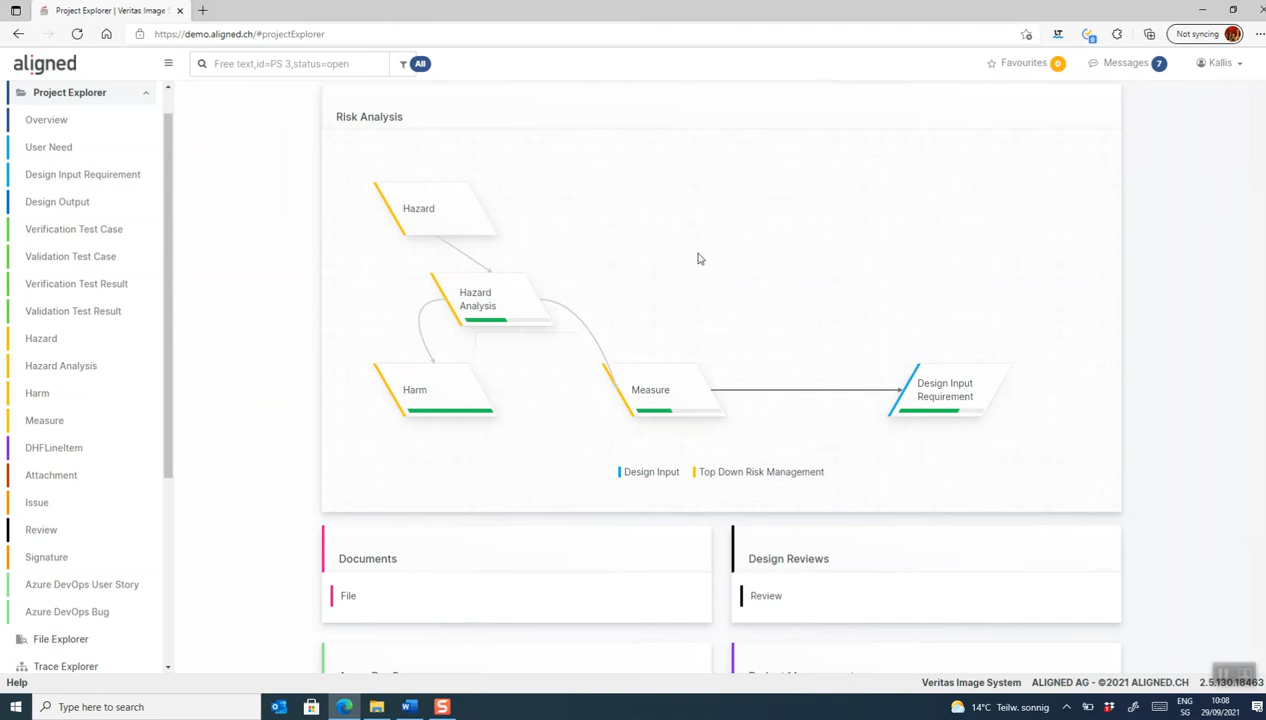 Project Explorer | Veritas Image S
https://demo.aligned.ch/#projectExplorer
Not syncing
aligned
Free text,id=PS 3,status=open
All
Favourites 0
Messages 7
Kallis
Project Explorer
Overview
User Need
Design Input Requirement
Design Output
Verification Test Case
Validation Test Case
Verification Test Result
Validation Test Result
Hazard
Hazard Analysis
Harm
Measure
DHFLineItem
Attachment
Issue
Review
Signature
Azure DevOps User Story
Azure DevOps Bug
File Explorer
Trace Explorer
Risk Analysis
Hazard
Hazard
Analysis
Harm
Measure
Design Input
Requirement
Design Input
Top Down Risk Management
Documents
File
Design Reviews
Review
Help
Veritas Image System
ALIGNED AG - ©2021 ALIGNED.CH
2.5.130.18463
Type here to search
14°C Teilw. sonnig
ENG
SG
10:08
29/09/2021